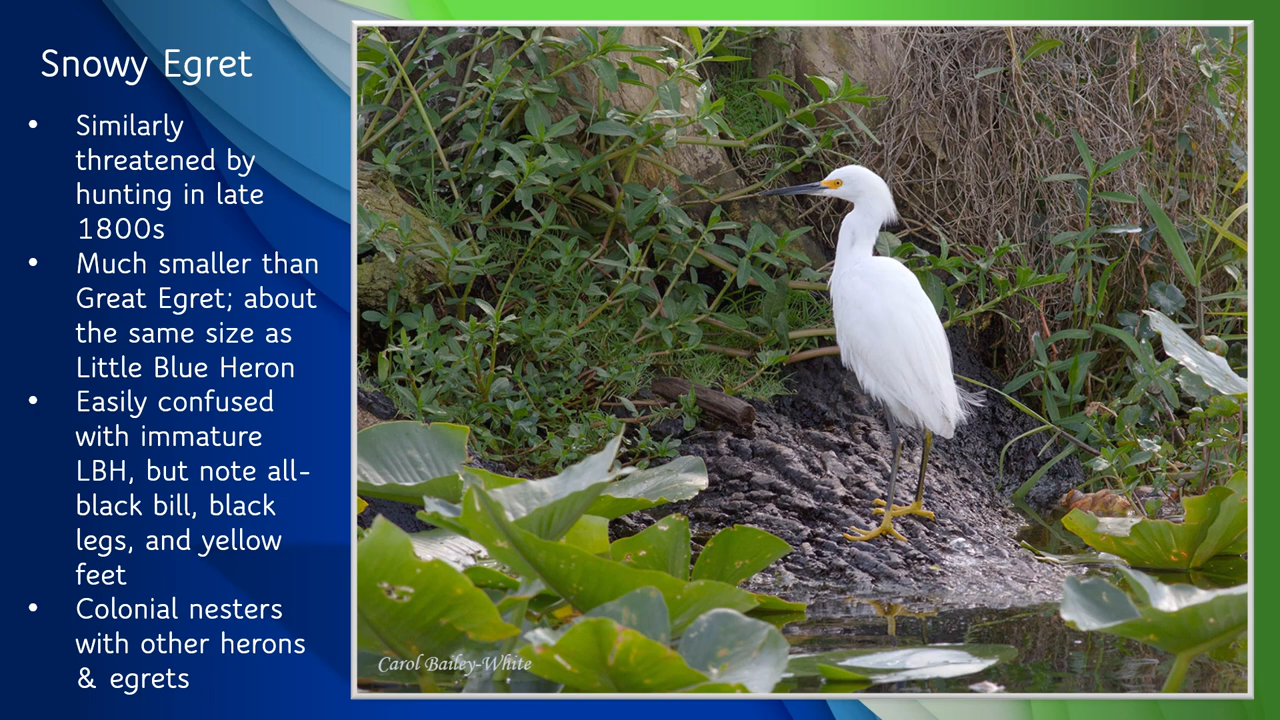 Snowy Egret
• Similarly
threatened by
hunting in late
1800s
• Much smaller than
Great Egret; about
the same size as
Little Blue Heron
• Easily confused
with immature
LBH, but note all-
black bill, black
legs, and yellow
feet
• Colonial nesters
with other herons
& egrets
Carol Bailey-White